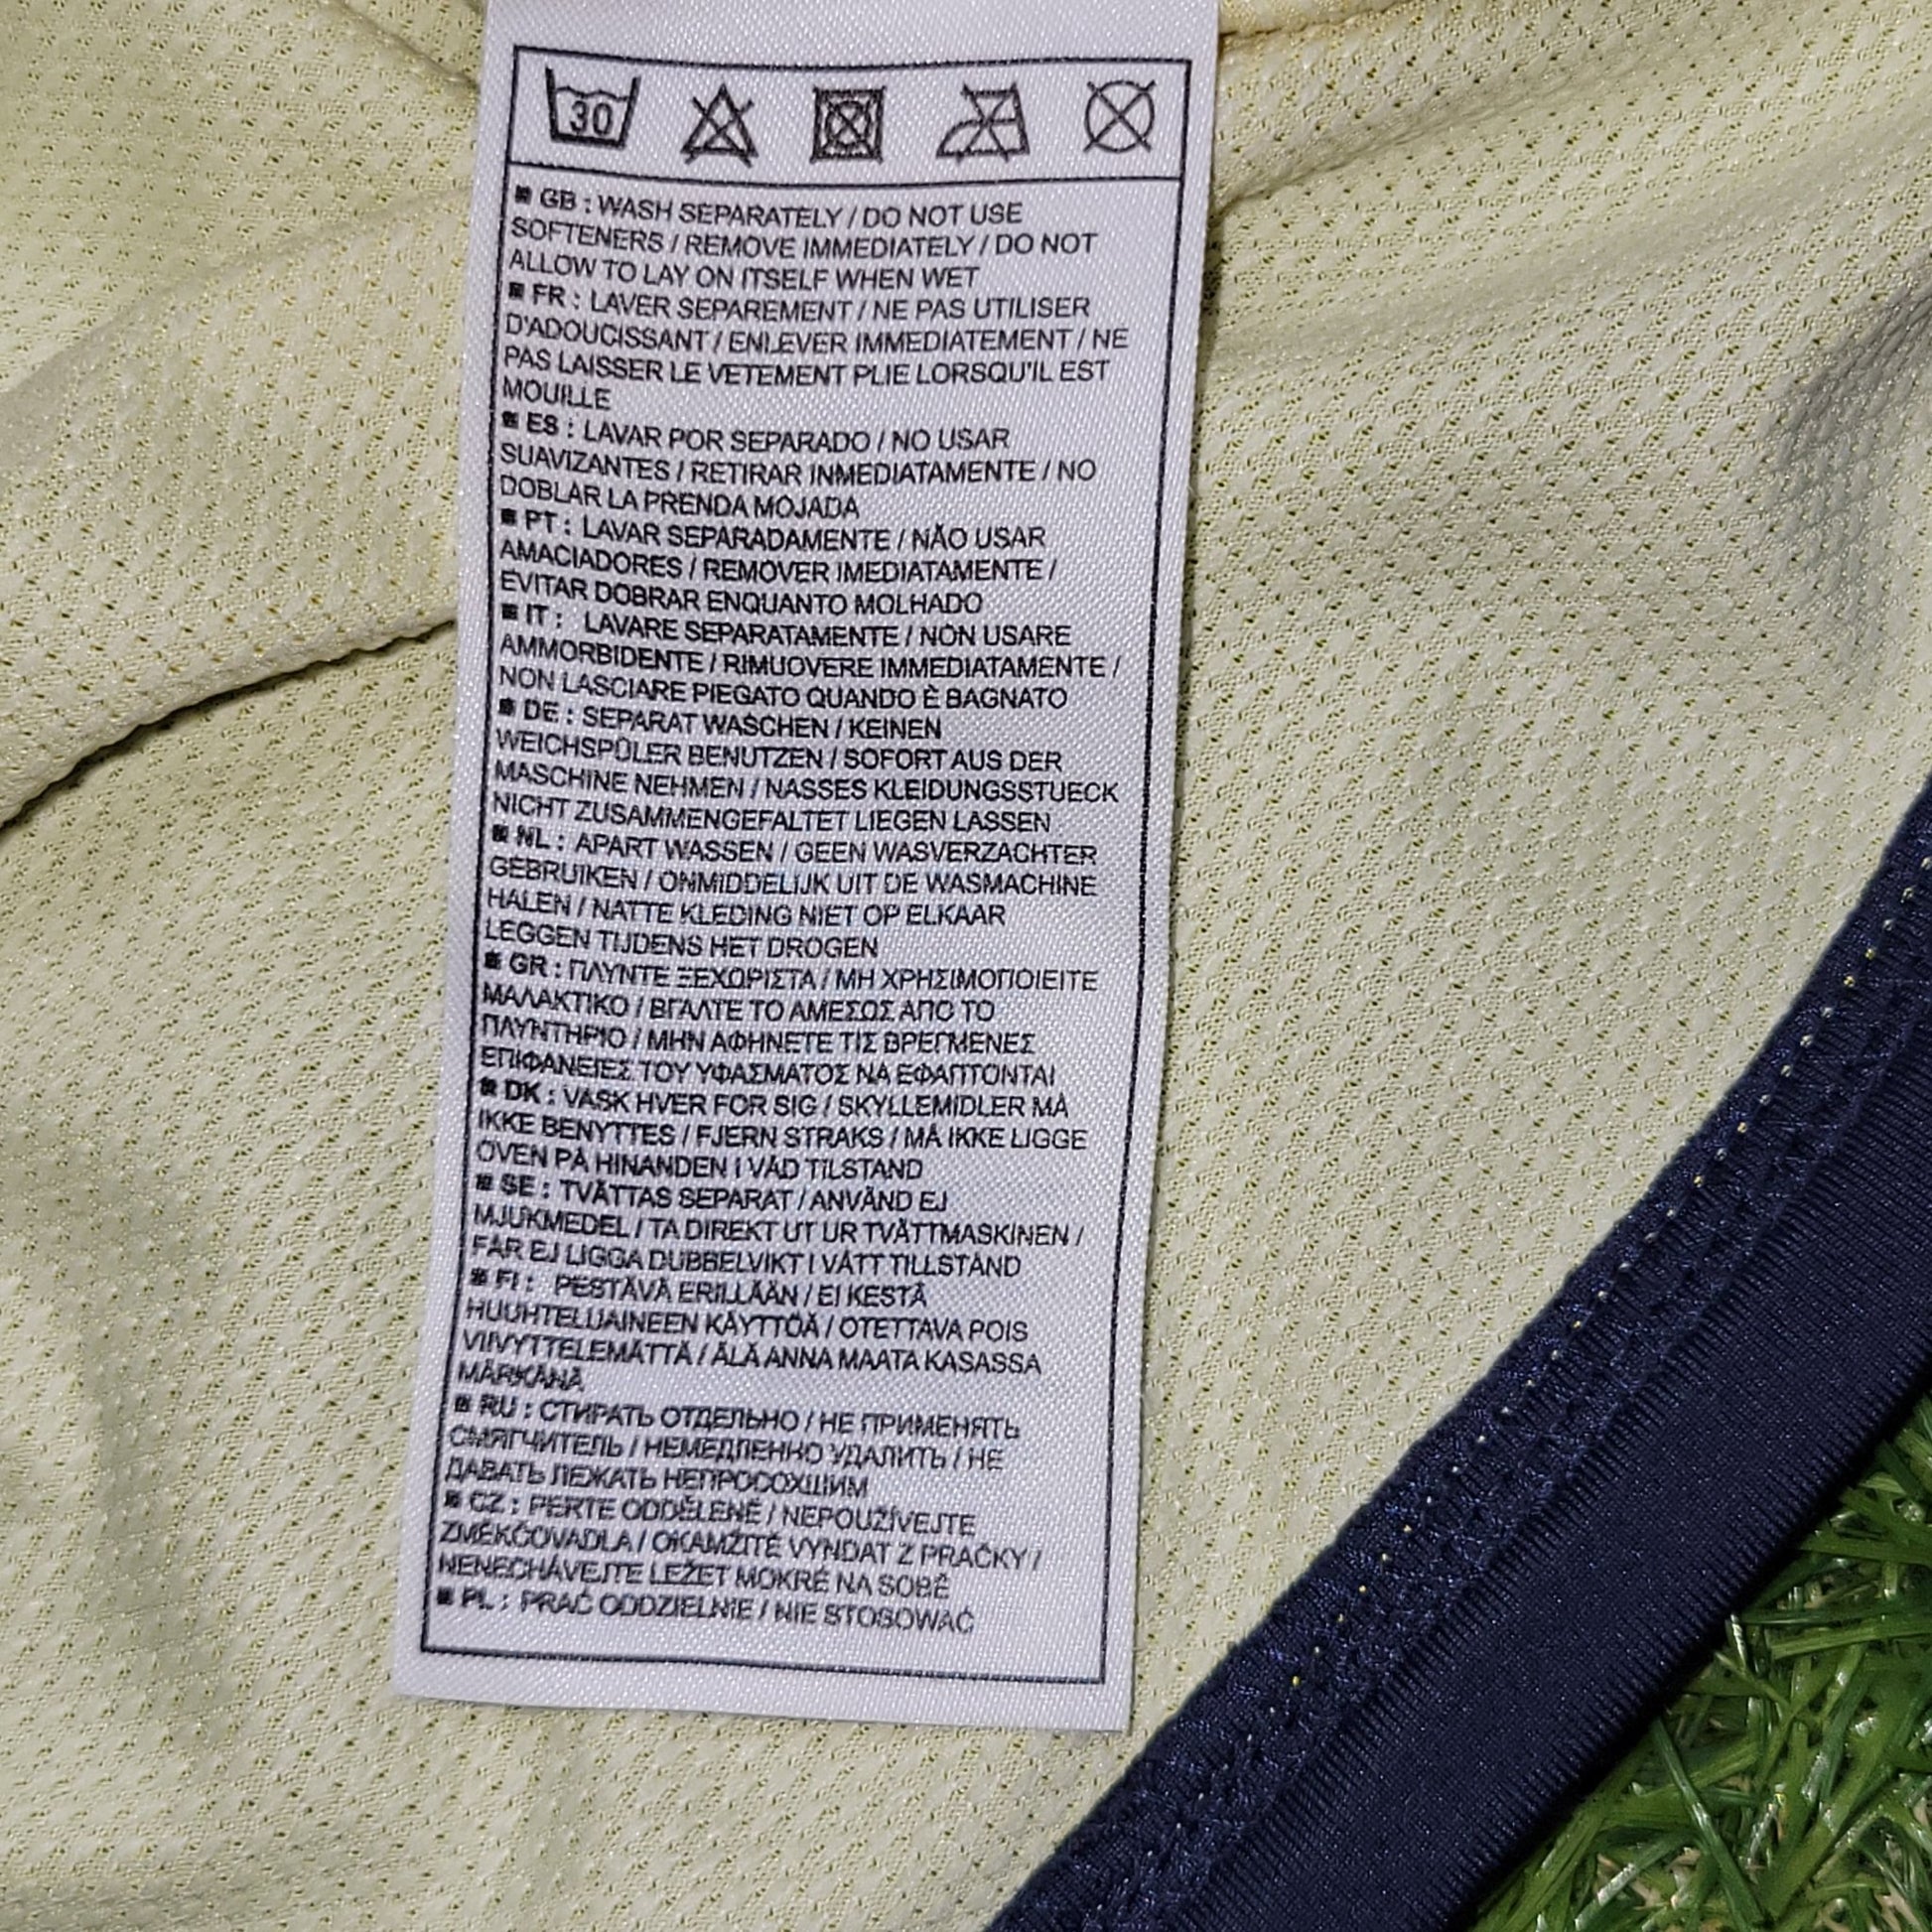 30
■ GB : WASH SEPARATELY / DO NOT USE
SOFTENERS / REMOVE IMMEDIATELY / DO NOT
ALLOW TO LAY ON ITSELF WHEN WET
■ FR : LAVER SEPAREMENT / NE PAS UTILISER
D'ADOUCISSANT / ENLEVER IMMEDIATEMENT / NE
PAS LAISSER LE VETEMENT PLIE LORSQU'IL EST
MOUILLE
■ ES : LAVAR POR SEPARADO / NO USAR
SUAVIZANTES / RETIRAR INMEDIATAMENTE / NO
DOBLAR LA PRENDA MOJADA
■ PT : LAVAR SEPARADAMENTE / NÃO USAR
AMACIADORES / REMOVER IMEDIATAMENTE /
EVITAR DOBRAR ENQUANTO MOLHADO
■ IT : LAVARE SEPARATAMENTE / NON USARE
AMMORBIDENTE / RIMUOVERE IMMEDIATAMENTE /
NON LASCIARE PIEGATO QUANDO È BAGNATO
■ DE : SEPARAT WASCHEN / KEINEN
WEICHSPÜLER BENUTZEN / SOFORT AUS DER
MASCHINE NEHMEN / NASSES KLEIDUNGSSTUECK
NICHT ZUSAMMENGEFALTET LIEGEN LASSEN
■ NL : APART WASSEN / GEEN WASVERZACHTER
GEBRUIKEN / ONMIDDELIJK UIT DE WASMACHINE
HALEN / NATTE KLEDING NIET OP ELKAAR
LEGGEN TIJDENS HET DROGEN
■ GR : ΠΛΥΝΤΕ ΞΕΧΩΡΙΣΤΑ / ΜΗ ΧΡΗΣΙΜΟΠΟΙΕΙΤΕ
ΜΑΛΑΚΤΙΚΟ / ΒΓΑΛΤΕ ΤΟ ΑΜΕΣΩΣ ΑΠΟ ΤΟ
ΠΛΥΝΤΗΡΙΟ / ΜΗΝ ΑΦΗΝΕΤΕ ΤΙΣ ΒΡΕΓΜΕΝΕΣ
ΕΠΙΦΑΝΕΙΕΣ ΤΟΥ ΥΦΑΣΜΑΤΟΣ ΝΑ ΕΦΑΠΤΟΝΤΑΙ
■ DK : VASK HVER FOR SIG / SKYLLEMIDLER MÅ
IKKE BENYTTES / FJERN STRAKS / MÅ IKKE LIGGE
OVEN PÅ HINANDEN I VÅD TILSTAND
■ SE : TVÄTTAS SEPARAT / ANVÄND EJ
MJUKMEDEL / TA DIREKT UT UR TVÄTTMASKINEN /
FÅR EJ LIGGA DUBBELVIKT I VÅTT TILLSTÅND
■ FI : PESTÄVÄ ERILLÄÄN / EI KESTÄ
HUUHTELUAINEEN KÄYTTÖÄ / OTETTAVA POIS
VIIVYTTELEMÄTTÄ / ÄLÄ ANNA MAATA KASASSA
MÄRKÄNÄ
■ RU : СТИРАТЬ ОТДЕЛЬНО / НЕ ПРИМЕНЯТЬ
СМЯГЧИТЕЛЬ / НЕМЕДЛЕННО УДАЛИТЬ / НЕ
ДАВАТЬ ЛЕЖАТЬ НЕПРОСОХШИМ
■ CZ : PERTE ODDĚLENĚ / NEPOUŽÍVEJTE
ZMĚKČOVADLA / OKAMŽITĚ VYNDAT Z PRAČKY /
NENECHÁVEJTE LEŽET MOKRÉ NA SOBĚ
■ PL : PRAĆ ODDZIELNIE / NIE STOSOWAĆ